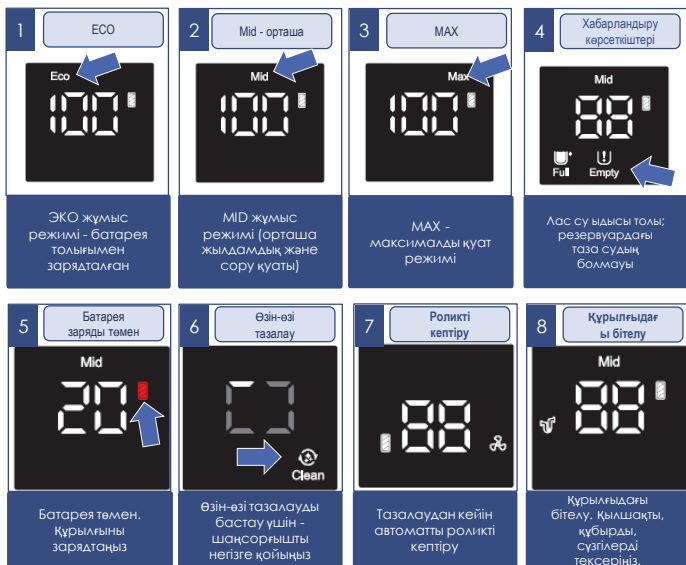 1
ECO
Eco
100
ЭКО жұмыс
режимі - батарея
толығымен
зарядталған
2
Mid - орташа
Mid
100
MID жұмыс
режимі (орташа
жылдамдық және
сору қуаты)
3
MAX
Max
100
MAX -
максималды қуат
режимі
4
Хабарландыру
көрсеткіштері
Mid
88
Full
Empty
Лас су ыдысы толы;
резервуардағы
таза судың
болмауы
5
Батарея
заряды төмен
Mid
20
Батарея төмен.
Құрылғыны
зарядтаңыз
6
Өзін-өзі
тазалау
Clean
Өзін-өзі тазалауды
бастау үшін -
шаңсорғышты
негізге қойыңыз
7
Роликті
кептіру
88
Тазалаудан кейін
автоматты роликті
кептіру
8
Құрылғыдағ
ы бітелу
Mid
88
Құрылғыдағы
бітелу. Қылшақты,
құбырды,
сүзгілерді
тексеріңіз.